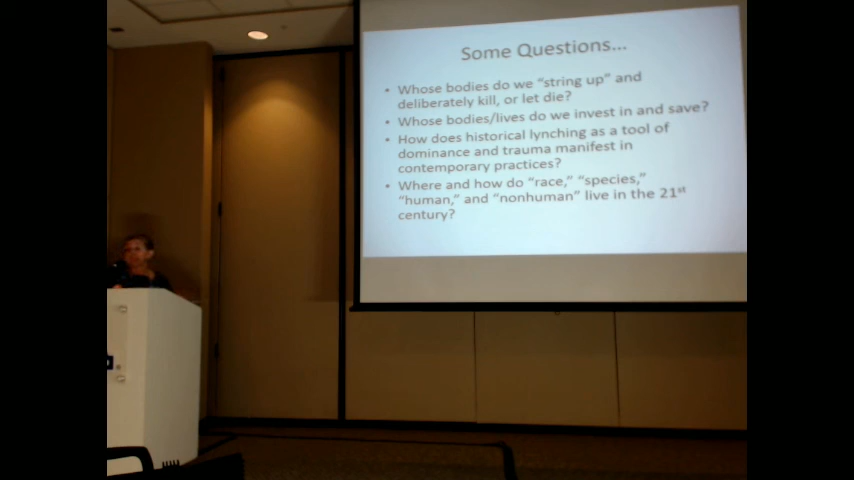 Some Questions...
• Whose bodies do we “string up” and
deliberately kill, or let die?
• Whose bodies/lives do we invest in and save?
• How does historical lynching as a tool of
dominance and trauma manifest in
contemporary practices?
• Where and how do “race,” “species,”
“human,” and “nonhuman” live in the 21st
century?